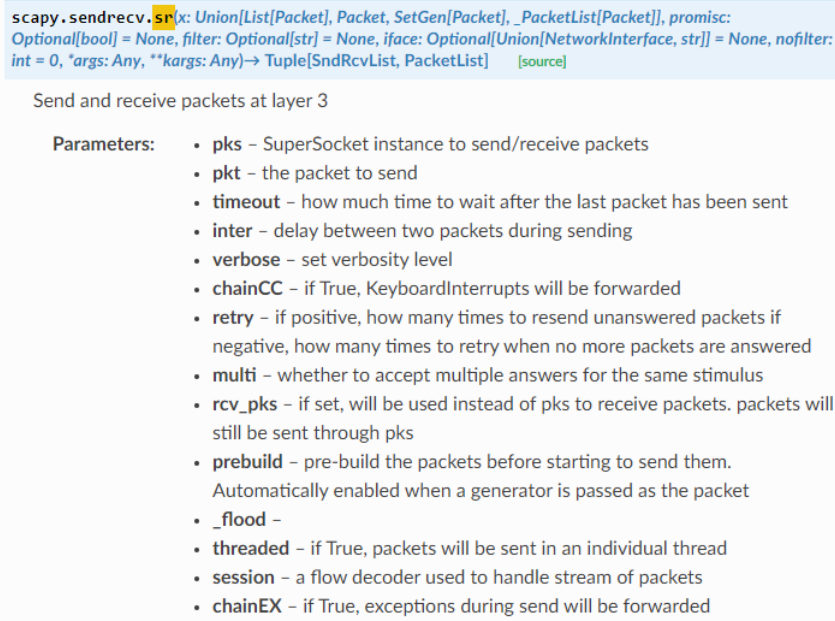 scapy.sendrecv.sr(x: Union[List[Packet], Packet, SetGen[Packet], _PacketList[Packet]], promisc:
Optional[bool] = None, filter: Optional[str] = None, iface: Optional[Union[NetworkInterface, str]] = None, nofilter:
int = 0, *args: Any, **kargs: Any)→ Tuple[SndRcvList, PacketList] [source]
Send and receive packets at layer 3
Parameters:
• pks – SuperSocket instance to send/receive packets
• pkt – the packet to send
• timeout – how much time to wait after the last packet has been sent
• inter – delay between two packets during sending
• verbose – set verbosity level
• chainCC – if True, KeyboardInterrupts will be forwarded
• retry – if positive, how many times to resend unanswered packets if
negative, how many times to retry when no more packets are answered
• multi – whether to accept multiple answers for the same stimulus
• rcv_pks – if set, will be used instead of pks to receive packets. packets will
still be sent through pks
• prebuild – pre-build the packets before starting to send them.
Automatically enabled when a generator is passed as the packet
• _flood –
• threaded – if True, packets will be sent in an individual thread
• session – a flow decoder used to handle stream of packets
• chainEX – if True, exceptions during send will be forwarded